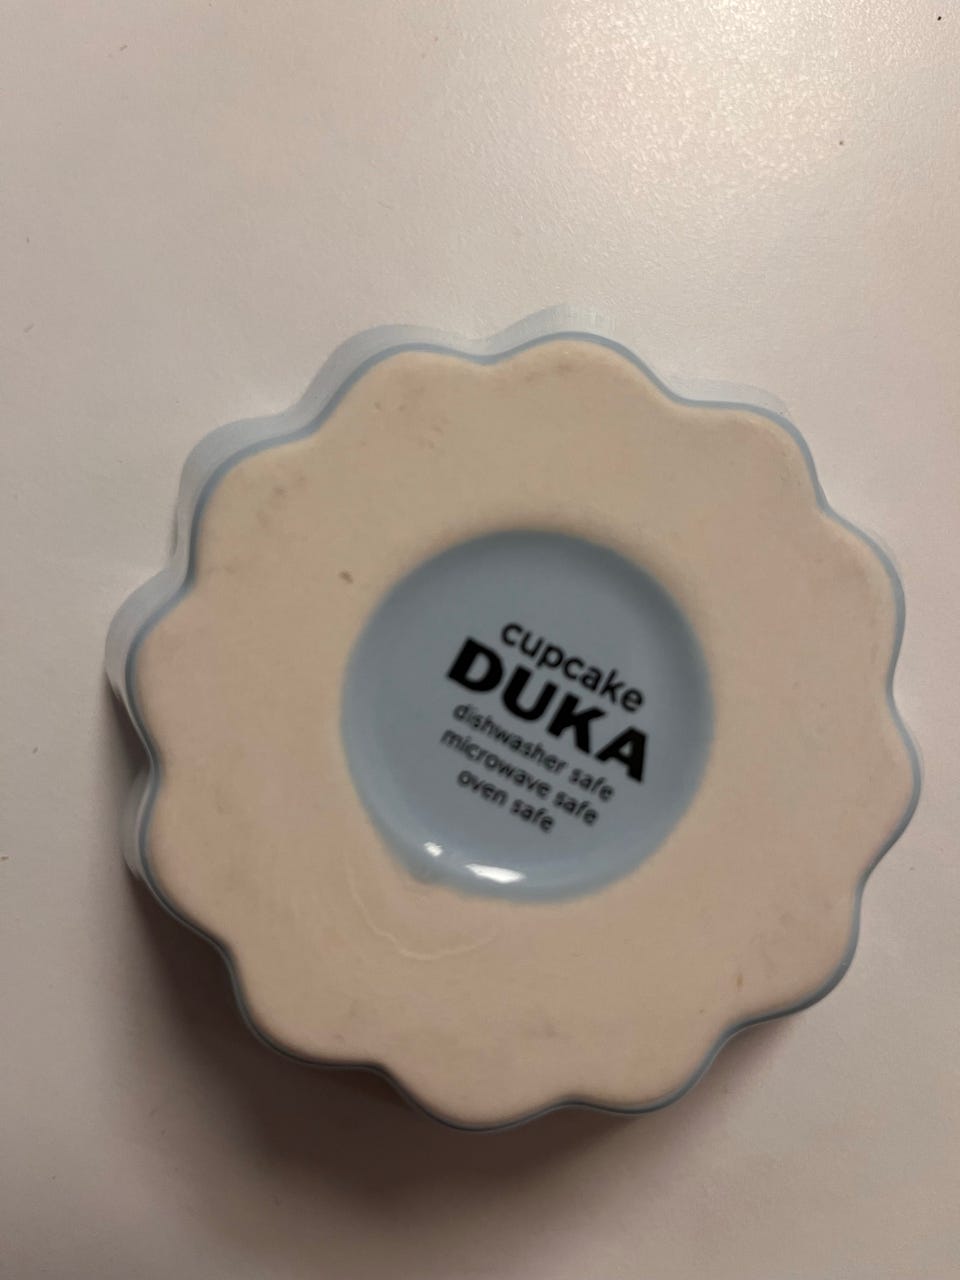 cupcake
DUKA
dishwasher safe
microwave safe
oven safe